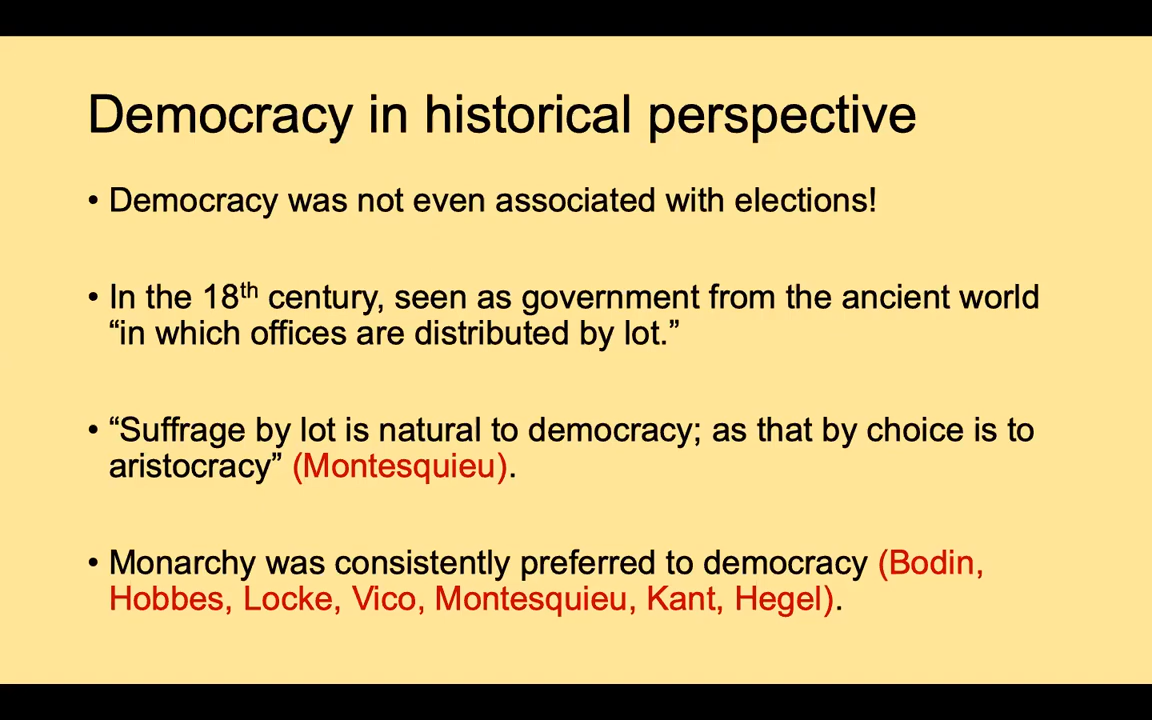 Democracy in historical perspective
• Democracy was not even associated with elections!
• In the 18th century, seen as government from the ancient world
“in which offices are distributed by lot.”
• “Suffrage by lot is natural to democracy; as that by choice is to
aristocracy” (Montesquieu).
• Monarchy was consistently preferred to democracy (Bodin,
Hobbes, Locke, Vico, Montesquieu, Kant, Hegel).